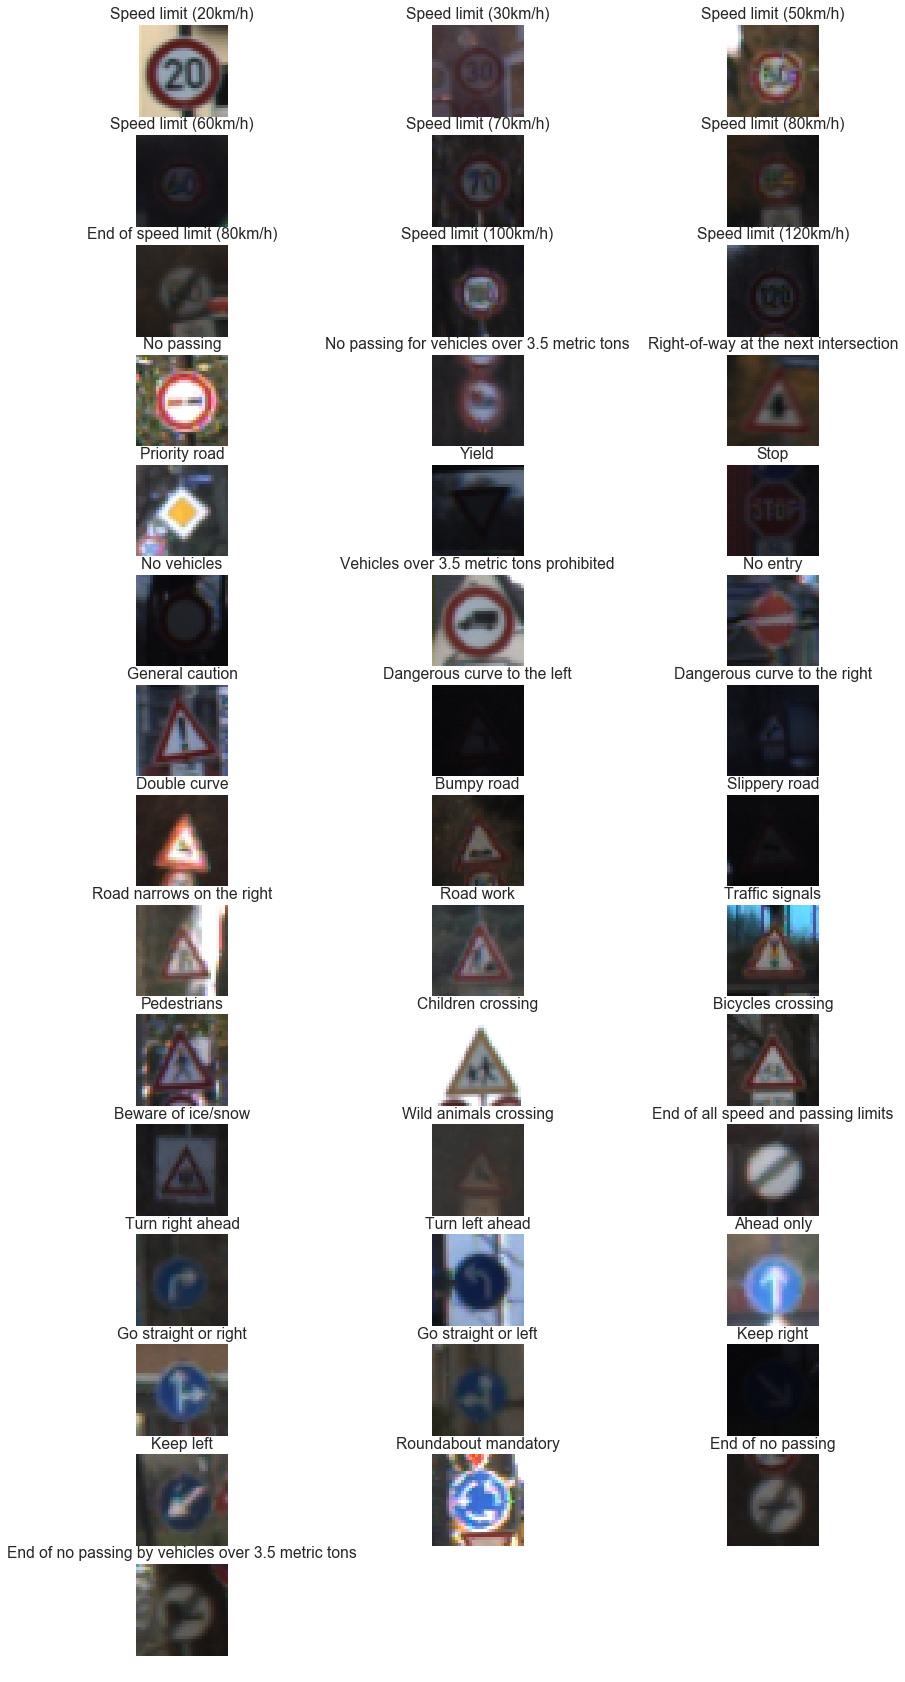 Speed limit (20km/h) Speed limit (30km/h) Speed limit (50km/h)
20 30
Speed limit (60km/h) Speed limit (70km/h) Speed limit (80km/h)
60 70
End of speed limit (80km/h) Speed limit (100km/h) Speed limit (120km/h)
120
No passing No passing for vehicles over 3.5 metric tons Right-of-way at the next intersection
Priority road Yield Stop
STOP
No vehicles Vehicles over 3.5 metric tons prohibited No entry
General caution Dangerous curve to the left Dangerous curve to the right
Double curve Bumpy road Slippery road
Road narrows on the right Road work Traffic signals
Pedestrians Children crossing Bicycles crossing
Beware of ice/snow Wild animals crossing End of all speed and passing limits
Turn right ahead Turn left ahead Ahead only
Go straight or right Go straight or left Keep right
Keep left Roundabout mandatory End of no passing
End of no passing by vehicles over 3.5 metric tons